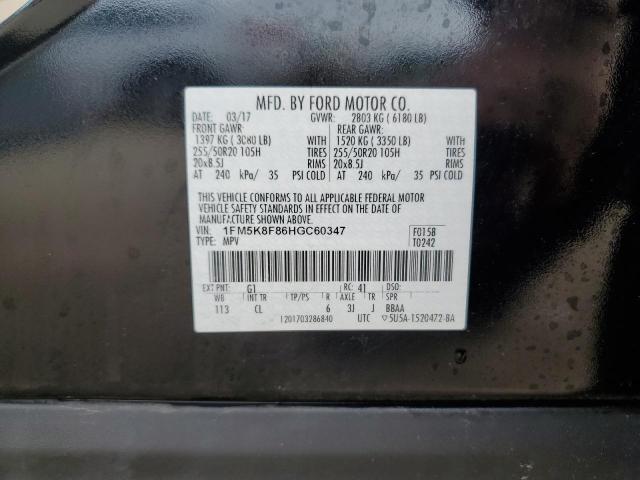 MFD. BY FORD MOTOR CO.
DATE: 03/17 GVWR: 2803 KG ( 6180 LB)
FRONT GAWR: REAR GAWR:
1397 KG ( 3080 LB) WITH 1520 KG ( 3350 LB) WITH
255/50R20 105H TIRES 255/50R20 105H TIRES
20x8.5J RIMS 20x8.5J RIMS
AT 240 kPa/ 35 PSI COLD AT 240 kPa/ 35 PSI COLD
THIS VEHICLE CONFORMS TO ALL APPLICABLE FEDERAL MOTOR
VEHICLE SAFETY STANDARDS IN EFFECT ON THE DATE OF
MANUFACTURE SHOWN ABOVE.
VIN: 1FM5K8F86HGC60347 F0158
TYPE: MPV T0242
EXT PNT: G1 RC: 41 DSO:
WB INT TR TP/PS R AXLE TR SPR
113 CL 6 3J J BBAA
1201703286840 UTC ▽5U5A-1520472-BA